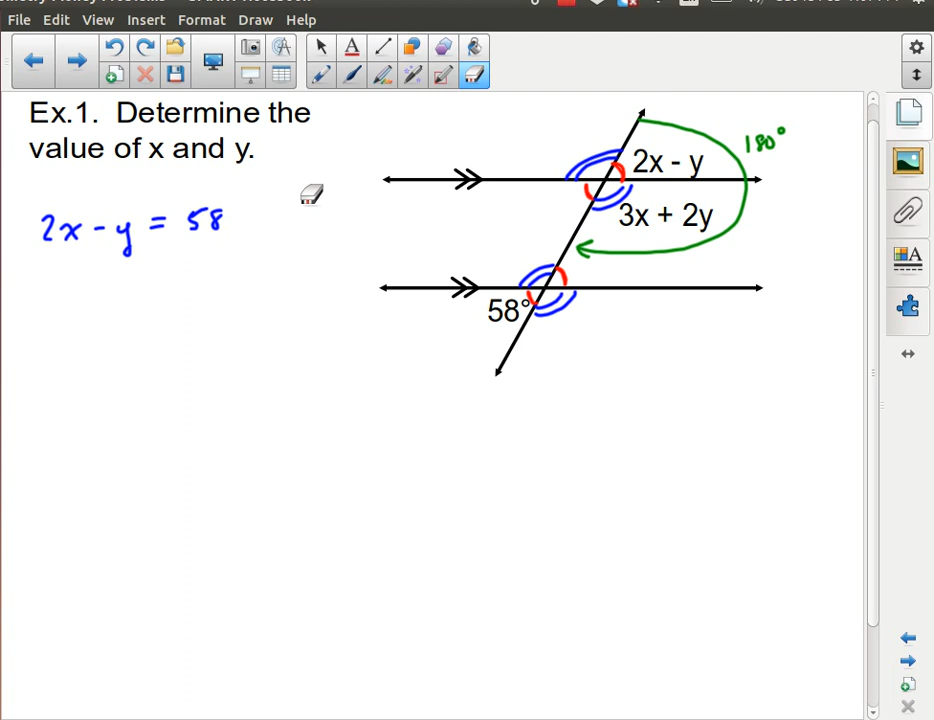 File Edit View Insert Format Draw Help
Ex.1. Determine the
value of x and y.
2x - y = 58
180°
2x - y
3x + 2y
58°